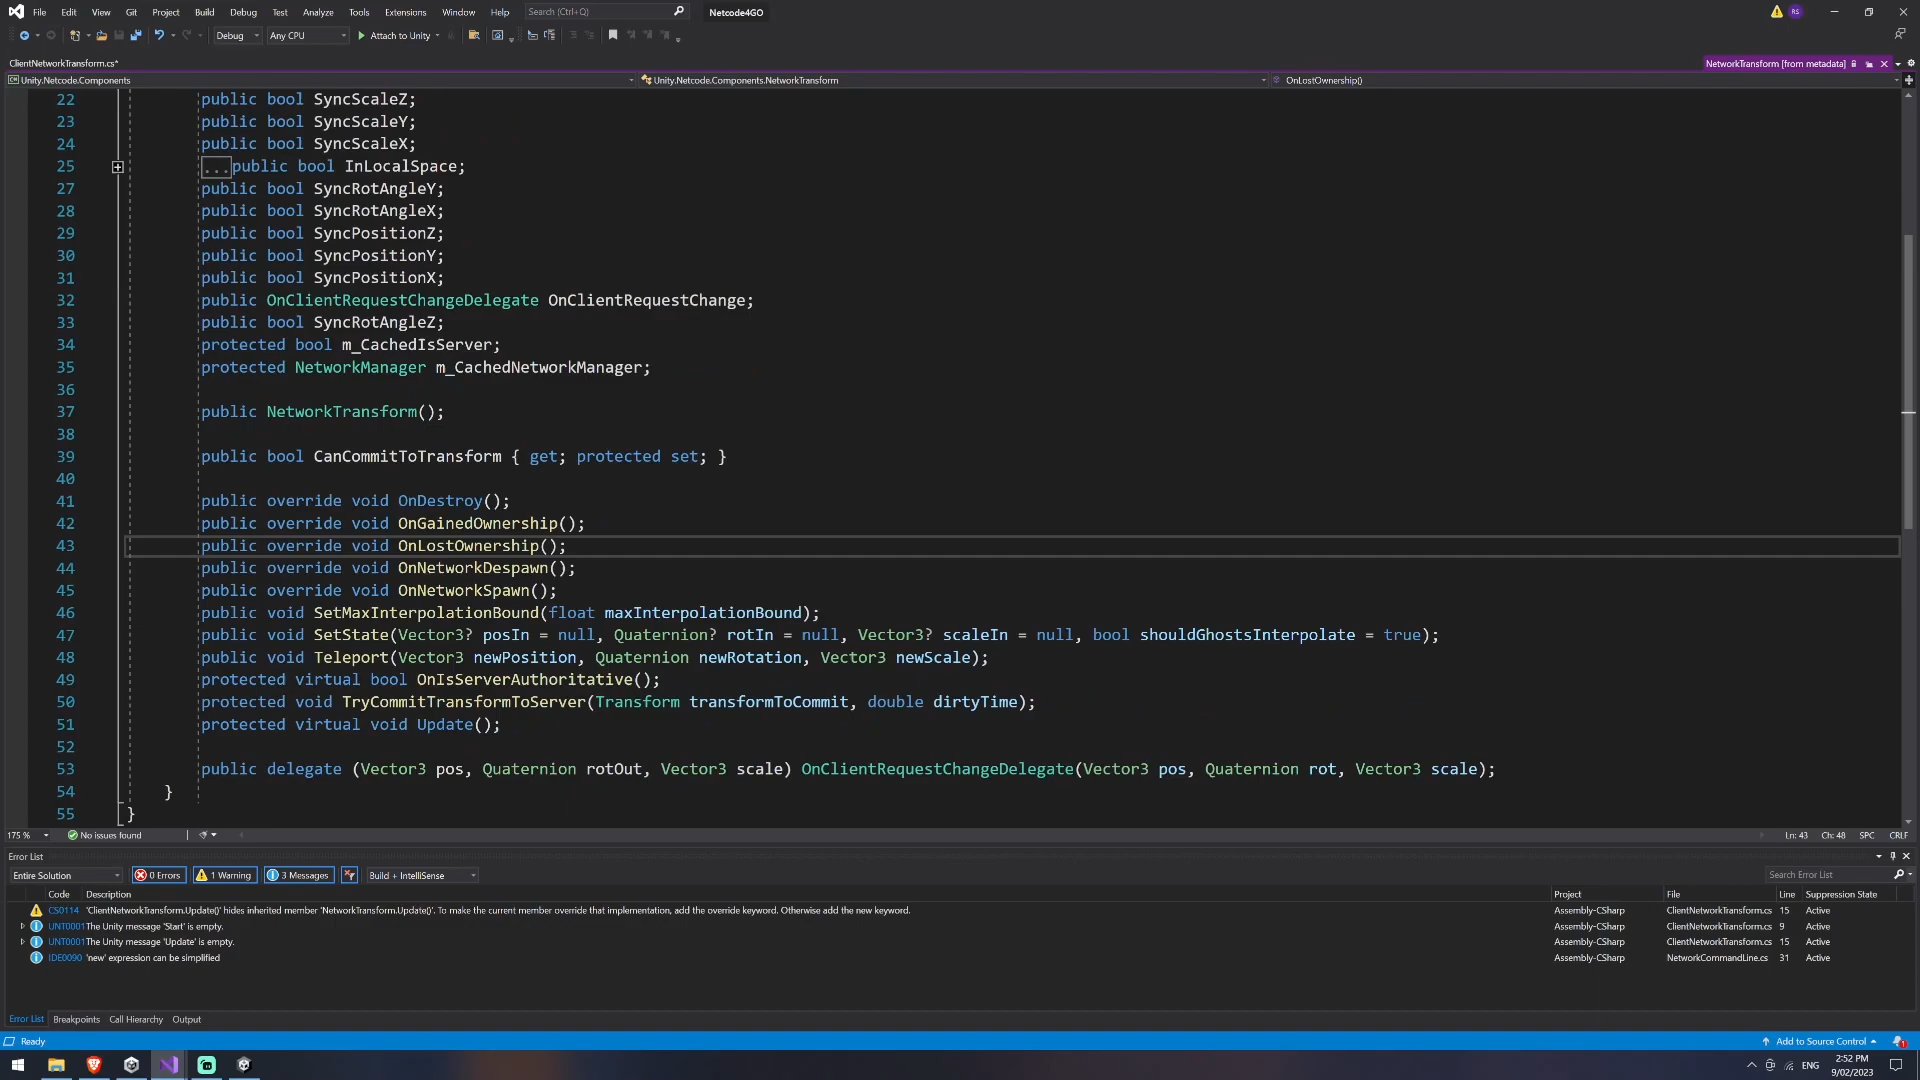 File Edit View Git Project Build Debug Test Analyze Tools Extensions Window Help Search (Ctrl+Q) Netcode4GO RS
Debug Any CPU Attach to Unity
ClientNetworkTransform.cs* NetworkTransform [from metadata]
Unity.Netcode.Components Unity.Netcode.Components.NetworkTransform OnLostOwnership()
22 public bool SyncScaleZ;
23 public bool SyncScaleY;
24 public bool SyncScaleX;
25 ...public bool InLocalSpace;
27 public bool SyncRotAngleY;
28 public bool SyncRotAngleX;
29 public bool SyncPositionZ;
30 public bool SyncPositionY;
31 public bool SyncPositionX;
32 public OnClientRequestChangeDelegate OnClientRequestChange;
33 public bool SyncRotAngleZ;
34 protected bool m_CachedIsServer;
35 protected NetworkManager m_CachedNetworkManager;
36
37 public NetworkTransform();
38
39 public bool CanCommitToTransform { get; protected set; }
40
41 public override void OnDestroy();
42 public override void OnGainedOwnership();
43 public override void OnLostOwnership();
44 public override void OnNetworkDespawn();
45 public override void OnNetworkSpawn();
46 public void SetMaxInterpolationBound(float maxInterpolationBound);
47 public void SetState(Vector3? posIn = null, Quaternion? rotIn = null, Vector3? scaleIn = null, bool shouldGhostsInterpolate = true);
48 public void Teleport(Vector3 newPosition, Quaternion newRotation, Vector3 newScale);
49 protected virtual bool OnIsServerAuthoritative();
50 protected void TryCommitTransformToServer(Transform transformToCommit, double dirtyTime);
51 protected virtual void Update();
52
53 public delegate (Vector3 pos, Quaternion rotOut, Vector3 scale) OnClientRequestChangeDelegate(Vector3 pos, Quaternion rot, Vector3 scale);
54 }
55 }
175 % No issues found Ln: 43 Ch: 48 SPC CRLF
Error List
Entire Solution 0 Errors 1 Warning 3 Messages Build + IntelliSense Search Error List
Code Description Project File Line Suppression State
CS0114 'ClientNetworkTransform.Update()' hides inherited member 'NetworkTransform.Update()'. To make the current member override that implementation, add the override keyword. Otherwise add the new keyword. Assembly-CSharp ClientNetworkTransform.cs 15 Active
UNT0001 The Unity message 'Start' is empty. Assembly-CSharp ClientNetworkTransform.cs 9 Active
UNT0001 The Unity message 'Update' is empty. Assembly-CSharp ClientNetworkTransform.cs 15 Active
IDE0090 'new' expression can be simplified Assembly-CSharp NetworkCommandLine.cs 31 Active
Error List Breakpoints Call Hierarchy Output
Ready Add to Source Control
ENG 2:52 PM
9/02/2023